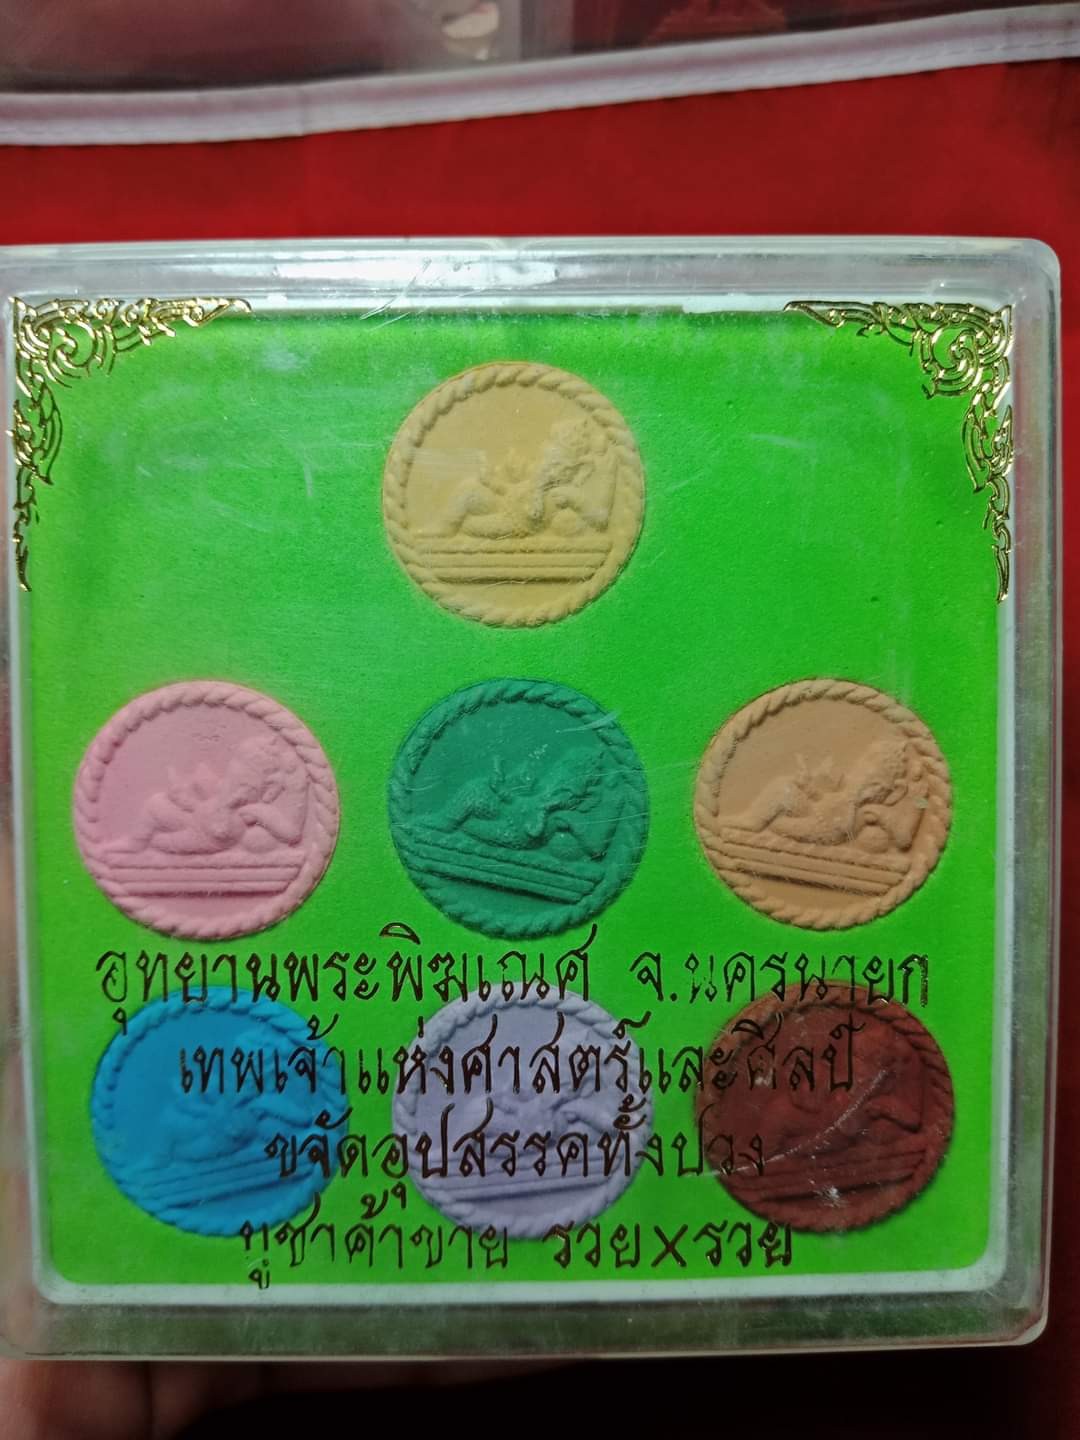 อุทยานพระพิฆเณศ จ.นครนายก
เทพเจ้าแห่งศาสตร์และศิลป์
ขจัดอุปสรรคทั้งปวง
บูชาค้าขาย รวยxรวย